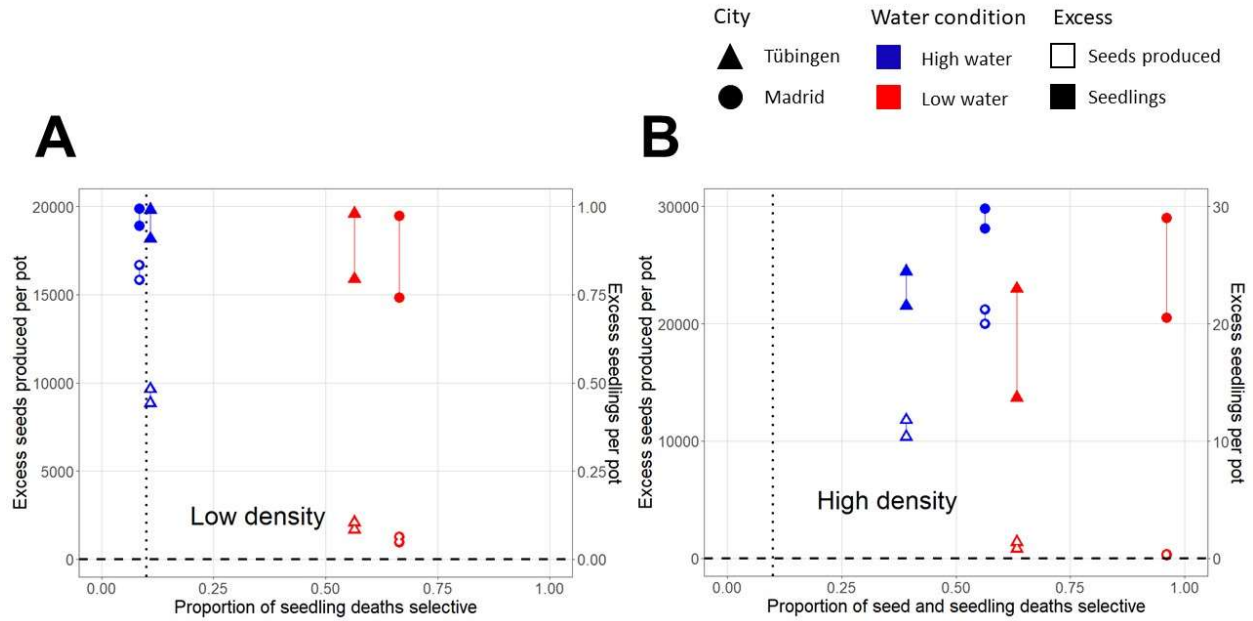 City Water condition Excess
Tübingen High water Seeds produced
Madrid Low water Seedlings
A
Excess seeds produced per pot
20000
15000
10000
5000
0
1.00
0.75
0.50
0.25
0.00
Excess seedlings per pot
Low density
0.00 0.25 0.50 0.75 1.00
Proportion of seedling deaths selective
B
Excess seeds produced per pot
30000
20000
10000
0
30
20
10
0
Excess seedlings per pot
High density
0.00 0.25 0.50 0.75 1.00
Proportion of seed and seedling deaths selective